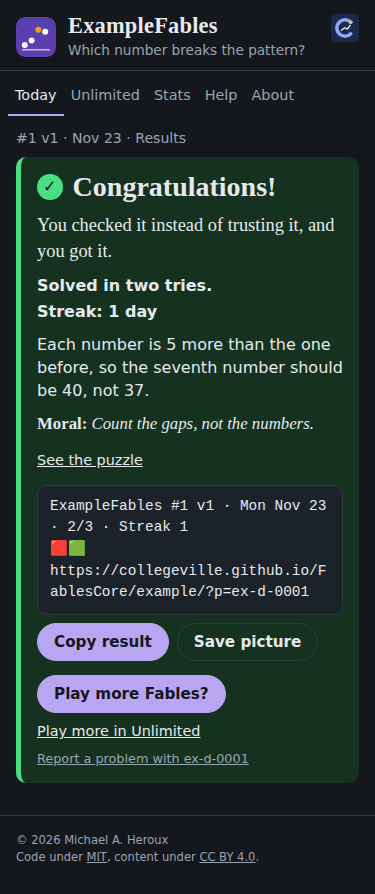 ExampleFables
Which number breaks the pattern?
Today Unlimited Stats Help About
#1 v1 · Nov 23 · Results
✓ Congratulations!
You checked it instead of trusting it, and
you got it.
Solved in two tries.
Streak: 1 day
Each number is 5 more than the one
before, so the seventh number should
be 40, not 37.
Moral: Count the gaps, not the numbers.
See the puzzle
ExampleFables #1 v1 · Mon Nov 23
· 2/3 · Streak 1
🟥🟩
https://collegeville.github.io/F
ablesCore/example/?p=ex-d-0001
Copy result Save picture
Play more Fables?
Play more in Unlimited
Report a problem with ex-d-0001
© 2026 Michael A. Heroux
Code under MIT, content under CC BY 4.0.